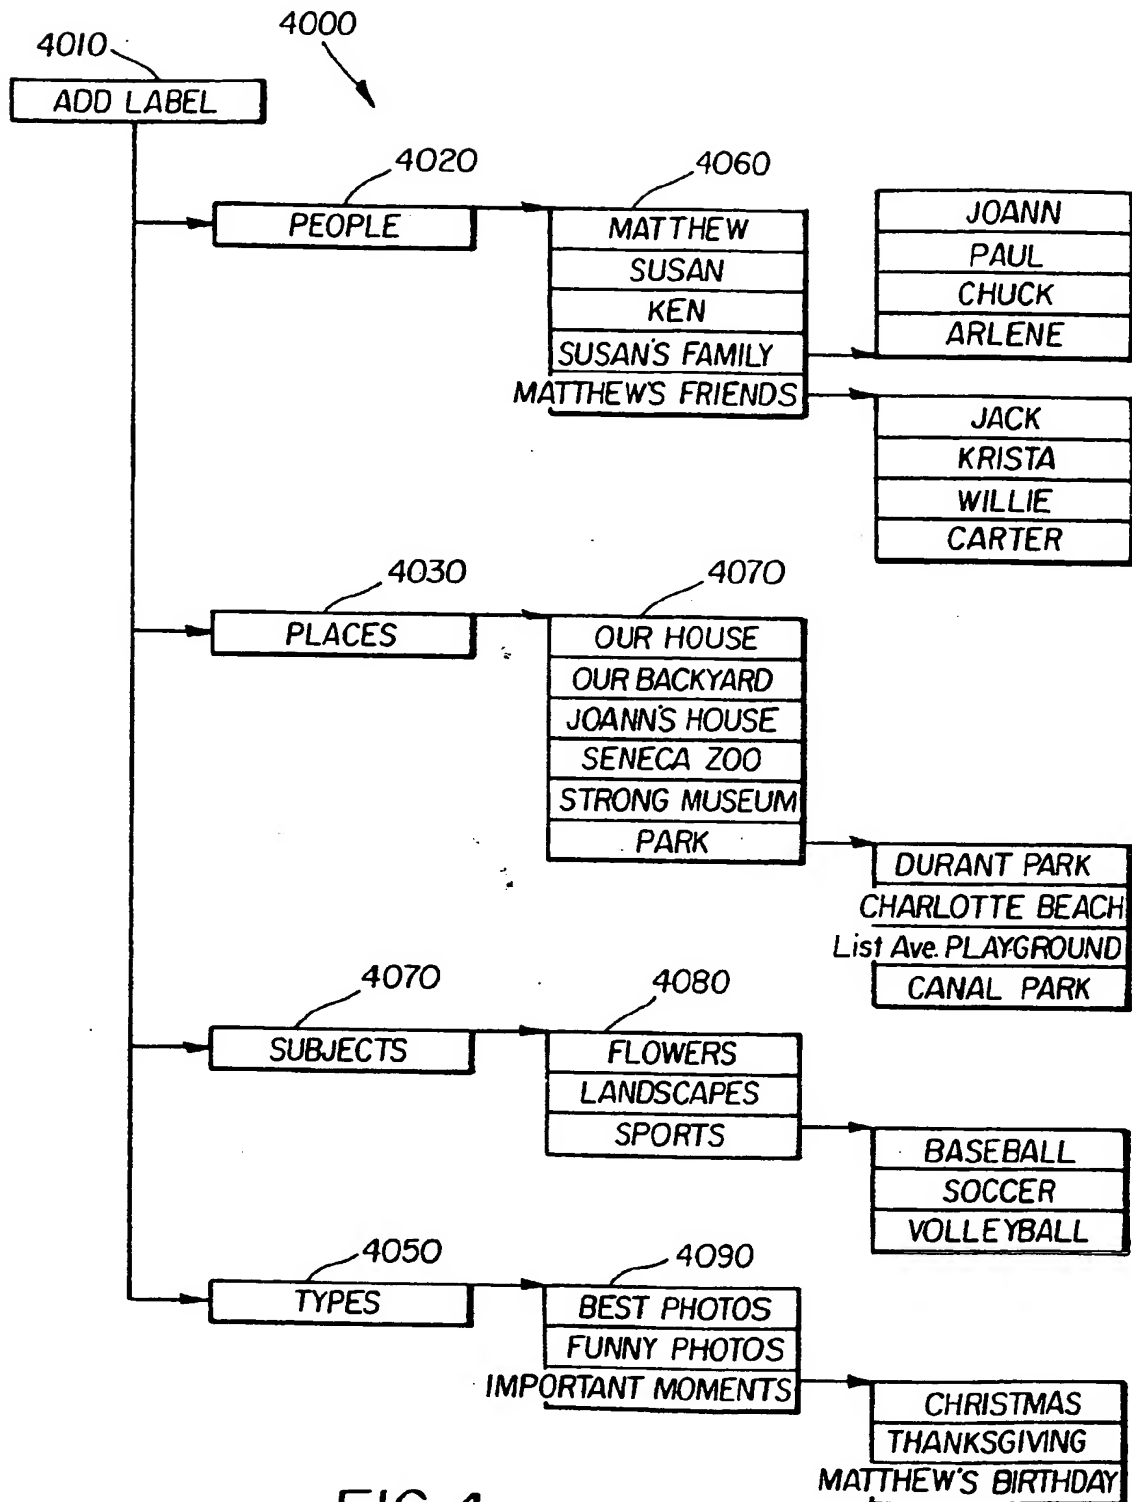 4000
4010
ADD LABEL
4020
PEOPLE
4060
MATTHEW
SUSAN
KEN
SUSAN'S FAMILY
MATTHEW'S FRIENDS
JOANN
PAUL
CHUCK
ARLENE
JACK
KRISTA
WILLIE
CARTER
4030
PLACES
4070
OUR HOUSE
OUR BACKYARD
JOANN'S HOUSE
SENECA ZOO
STRONG MUSEUM
PARK
DURANT PARK
CHARLOTTE BEACH
List Ave. PLAYGROUND
CANAL PARK
4070
SUBJECTS
4080
FLOWERS
LANDSCAPES
SPORTS
BASEBALL
SOCCER
VOLLEYBALL
4050
TYPES
4090
BEST PHOTOS
FUNNY PHOTOS
IMPORTANT MOMENTS
CHRISTMAS
THANKSGIVING
MATTHEW'S BIRTHDAY